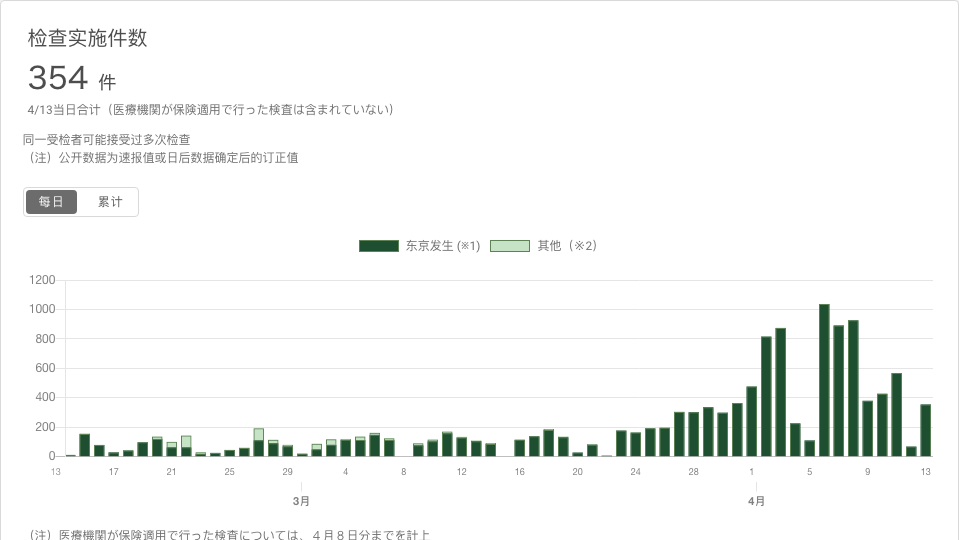 检查实施件数
354 件
4/13当日合计（医療機関が保険適用で行った検査は含まれていない）
同一受检者可能接受过多次检查
（注）公开数据为速报值或日后数据确定后的订正值
每日 累计
东京发生 (※1) 其他（※2）
1200
1000
800
600
400
200
0
13 17 21 25 29 4 8 12 16 20 24 28 1 5 9 13
3月 4月
（注）医療機関が保険適用で行った検査については、４月８日分までを計上